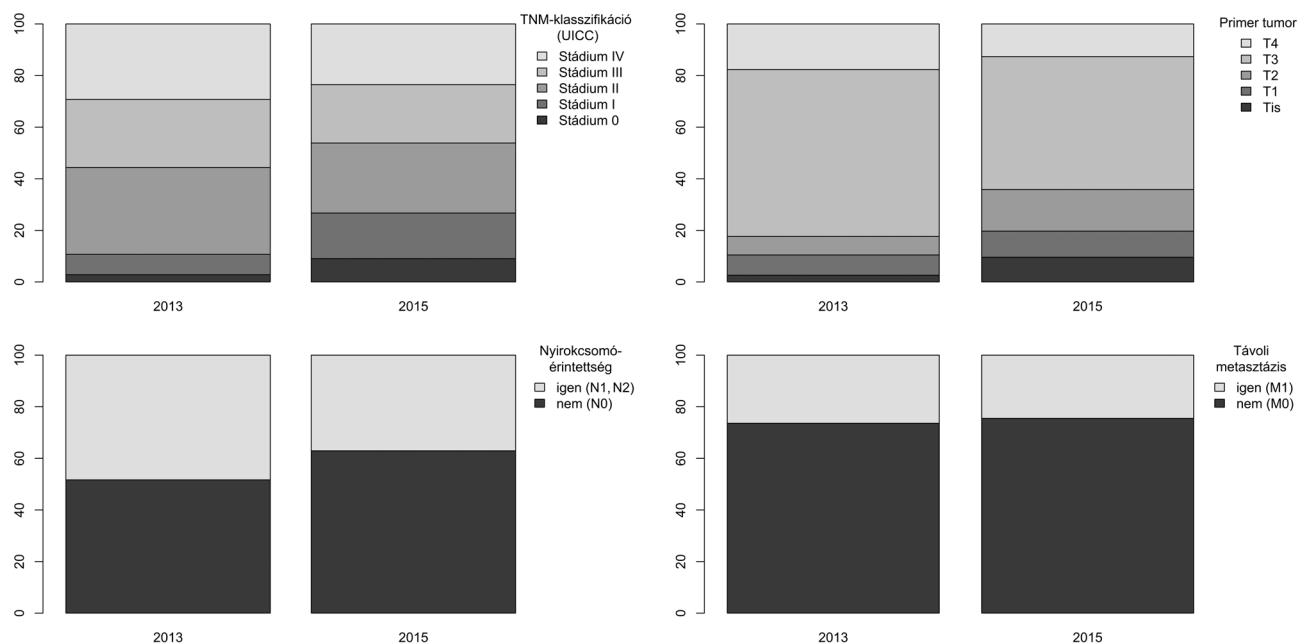 TNM-klasszifikáció
(UICC)
Stádium IV
Stádium III
Stádium II
Stádium I
Stádium 0
100
80
60
40
20
0
2013
2015
Primer tumor
T4
T3
T2
T1
Tis
100
80
60
40
20
0
2013
2015
Nyirokcsomó-
érintettség
igen (N1, N2)
nem (N0)
100
80
60
40
20
0
2013
2015
Távoli
metasztázis
igen (M1)
nem (M0)
100
80
60
40
20
0
2013
2015